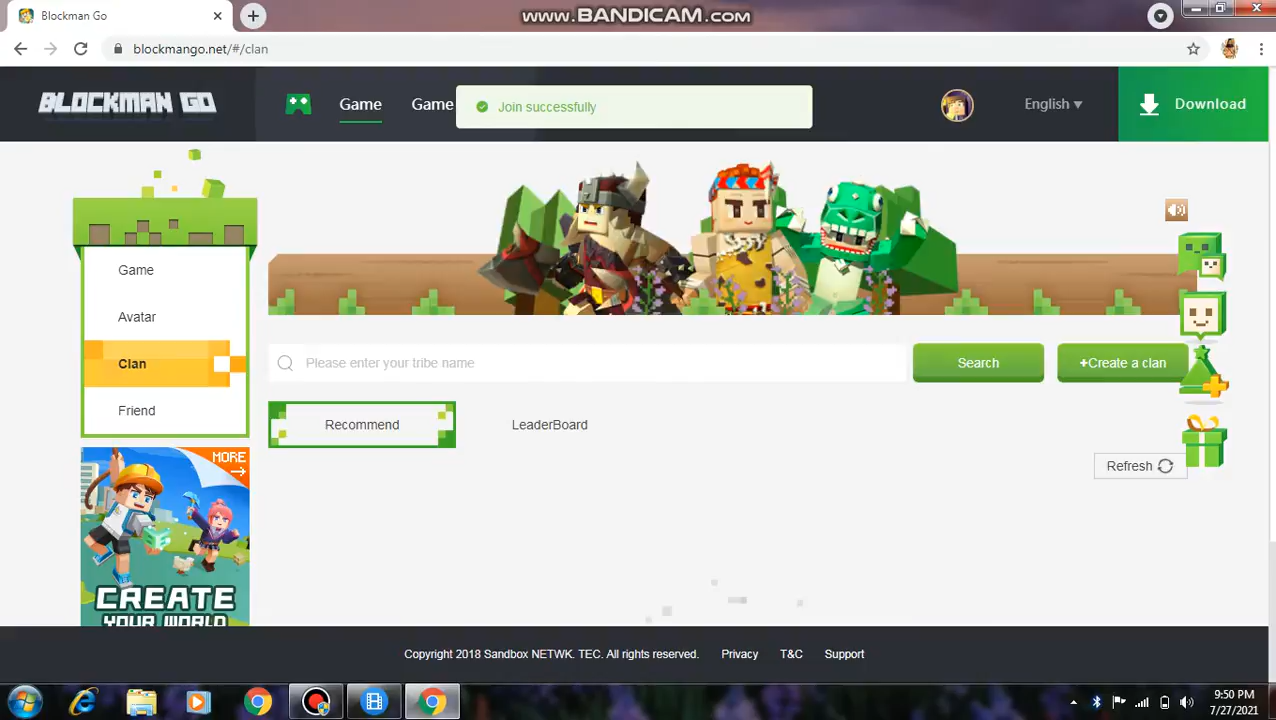 Blockman Go
www.BANDICAM.com
blockmango.net/#/clan
BLOCKMAN GO
Game
Game
Join successfully
English
Download
Game
Avatar
Clan
Friend
Please enter your tribe name
Search
+Create a clan
Recommend
LeaderBoard
Refresh
MORE
CREATE
YOUR WORLD
Copyright 2018 Sandbox NETWK. TEC. All rights reserved.
Privacy
T&C
Support
9:50 PM
7/27/2021